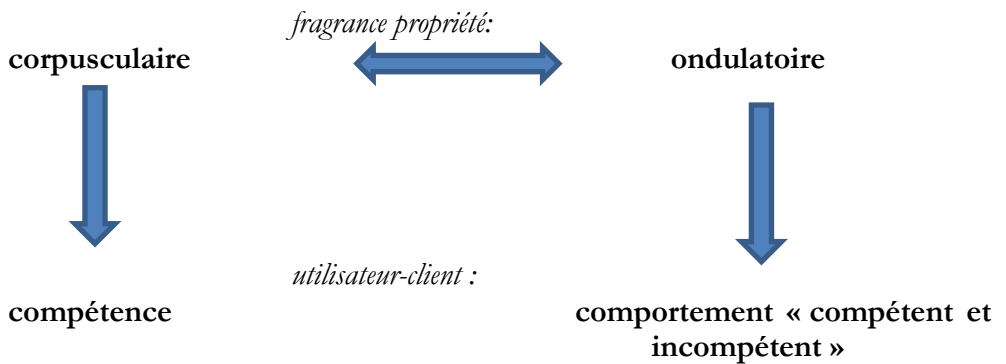 fragrance propriété:
corpusculaire ondulatoire
utilisateur-client :
compétence comportement « compétent et
incompétent »